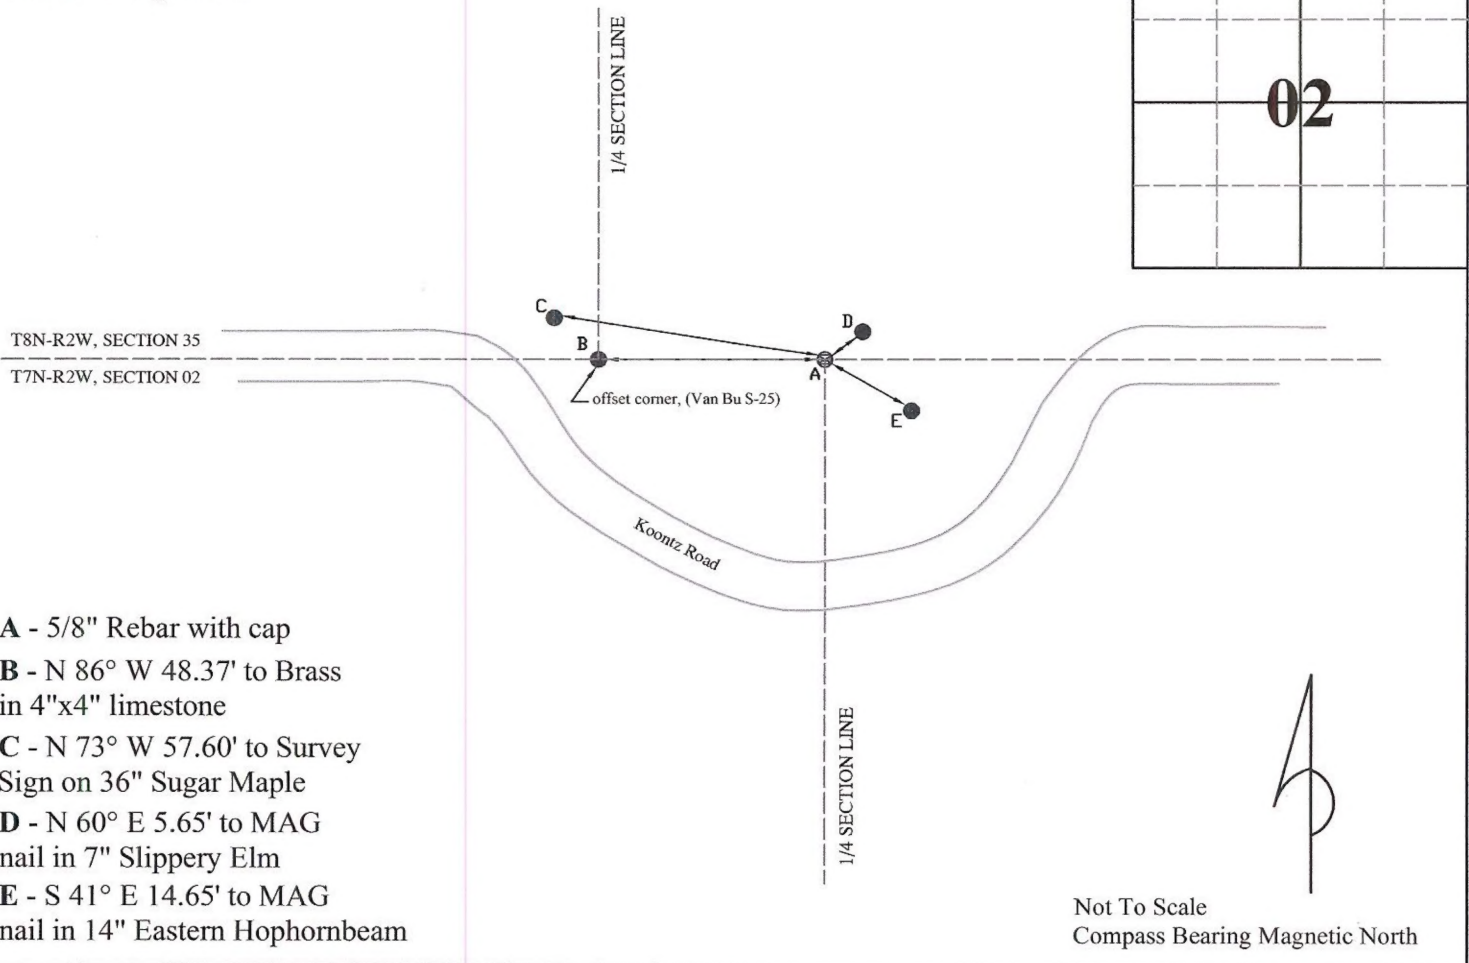 1/4 SECTION LINE
02
C
D
B
T8N-R2W, SECTION 35
A
T7N-R2W, SECTION 02
offset corner, (Van Bu S-25)
E
Koontz Road
A - 5/8" Rebar with cap
B - N 86° W 48.37' to Brass
in 4"x4" limestone
C - N 73° W 57.60' to Survey
Sign on 36" Sugar Maple
D - N 60° E 5.65' to MAG
nail in 7" Slippery Elm
E - S 41° E 14.65' to MAG
nail in 14" Eastern Hophornbeam
1/4 SECTION LINE
Not To Scale
Compass Bearing Magnetic North